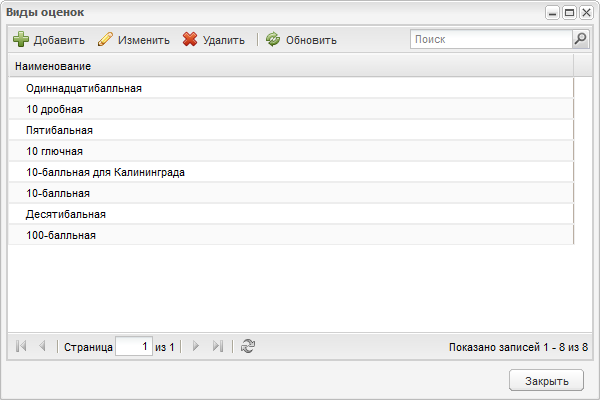 Виды оценок
Добавить Изменить Удалить Обновить Поиск
Наименование
Одиннадцатибалльная
10 дробная
Пятибальная
10 глючная
10-балльная для Калининграда
10-балльная
Десятибальная
100-балльная
Страница 1 из 1 Показано записей 1 - 8 из 8
Закрыть